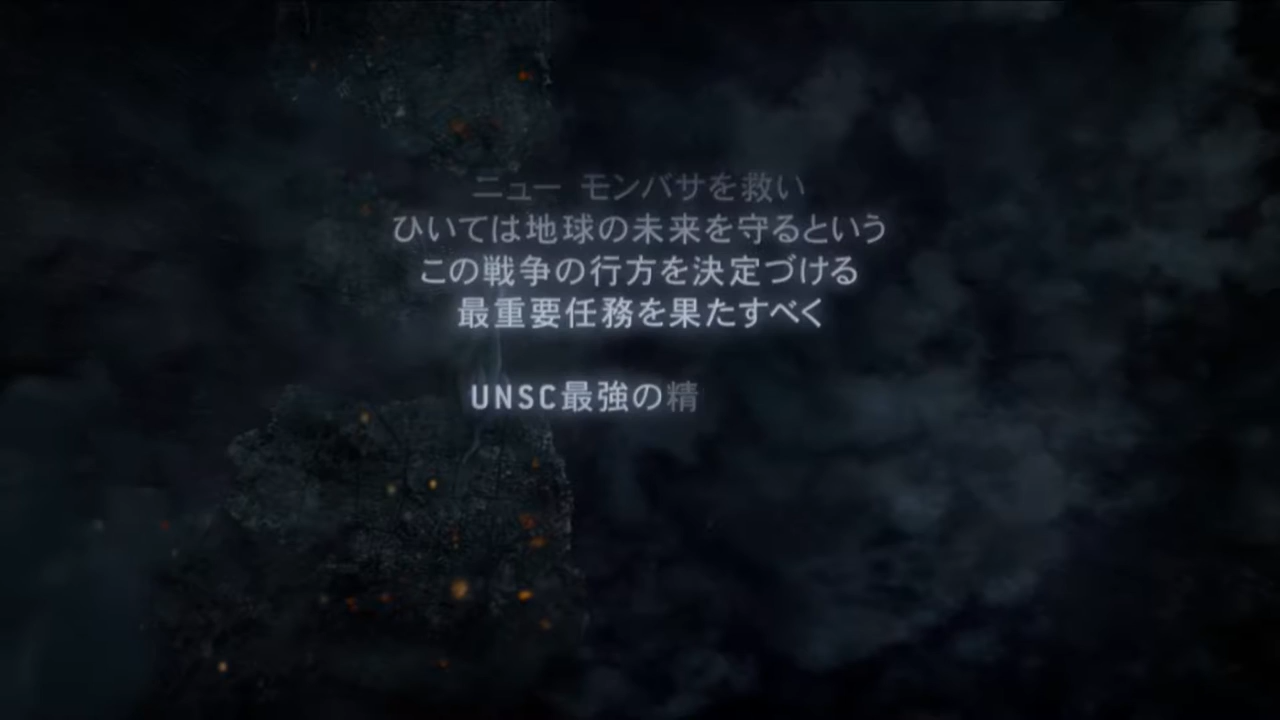 ニュー モンバサを救い
ひいては地球の未来を守るという
この戦争の行方を決定づける
最重要任務を果たすべく
UNSC最強の精